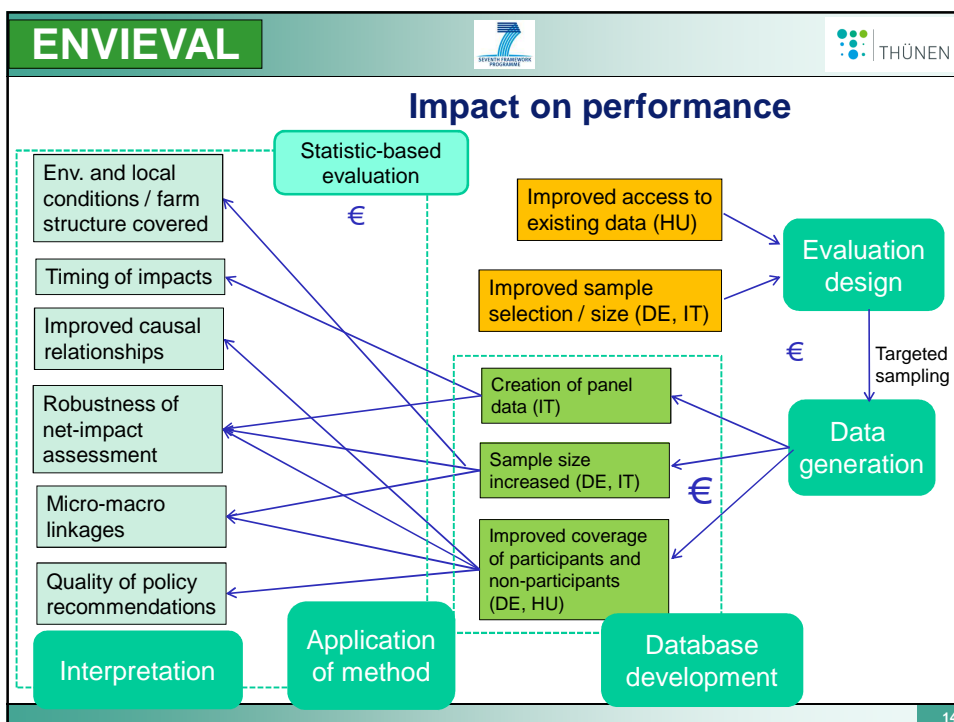 ENVIEVAL
7
SEVENTH FRAMEWORK
PROGRAMME
THÜNEN
Impact on performance
Statistic-based
evaluation
€
Env. and local
conditions / farm
structure covered
Timing of impacts
Improved causal
relationships
Robustness of
net-impact
assessment
Micro-macro
linkages
Quality of policy
recommendations
Interpretation
Application
of method
Improved access to
existing data (HU)
Improved sample
selection / size (DE, IT)
Evaluation
design
€
Targeted
sampling
Creation of panel
data (IT)
Sample size
increased (DE, IT)
€
Improved coverage
of participants and
non-participants
(DE, HU)
Data
generation
Database
development
14